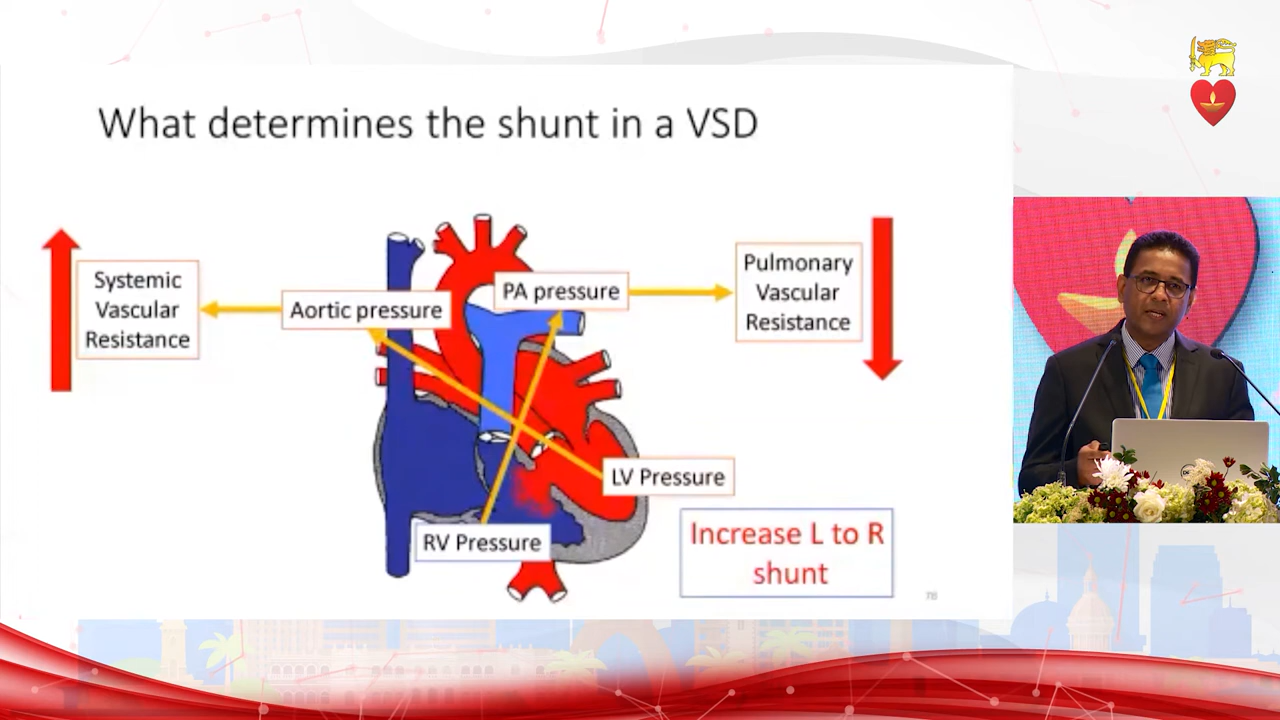 What determines the shunt in a VSD
Systemic
Vascular
Resistance
Aortic pressure
PA pressure
Pulmonary
Vascular
Resistance
LV Pressure
RV Pressure
Increase L to R
shunt
78